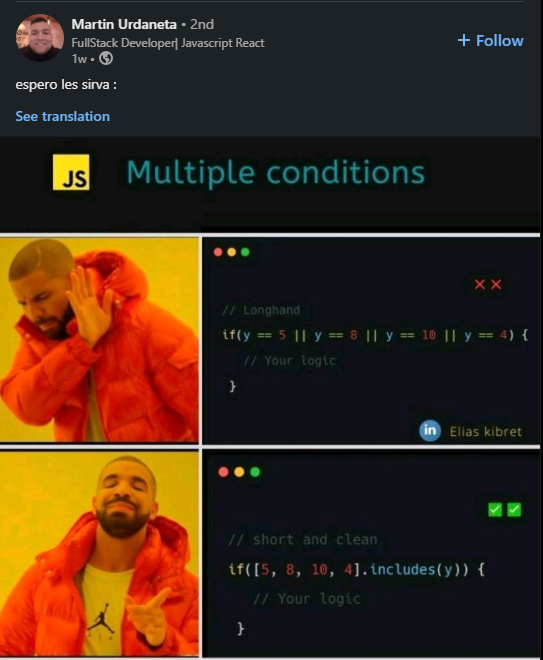 Martin Urdaneta • 2nd
FullStack Developer| Javascript React
1w •
+ Follow
espero les sirva :
See translation
JS
Multiple conditions
// Longhand
if(y == 5 || y == 8 || y == 10 || y == 4) {
// Your logic
}
in Elias kibret
// short and clean
if([5, 8, 10, 4].includes(y)) {
// Your logic
}